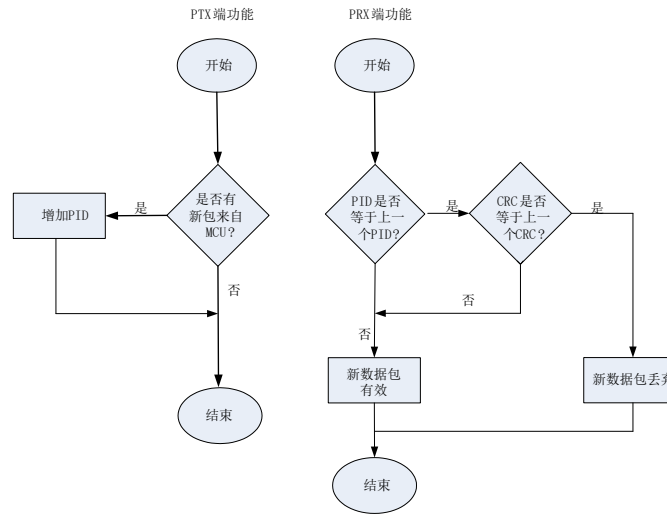 PTX端功能
PRX端功能
开始
开始
是否有
新包来自
MCU?
是
增加PID
否
结束
PID是否
等于上一
个PID?
是
CRC是否
等于上一
个CRC?
是
否
否
新数据包
有效
新数据包丢弃
结束